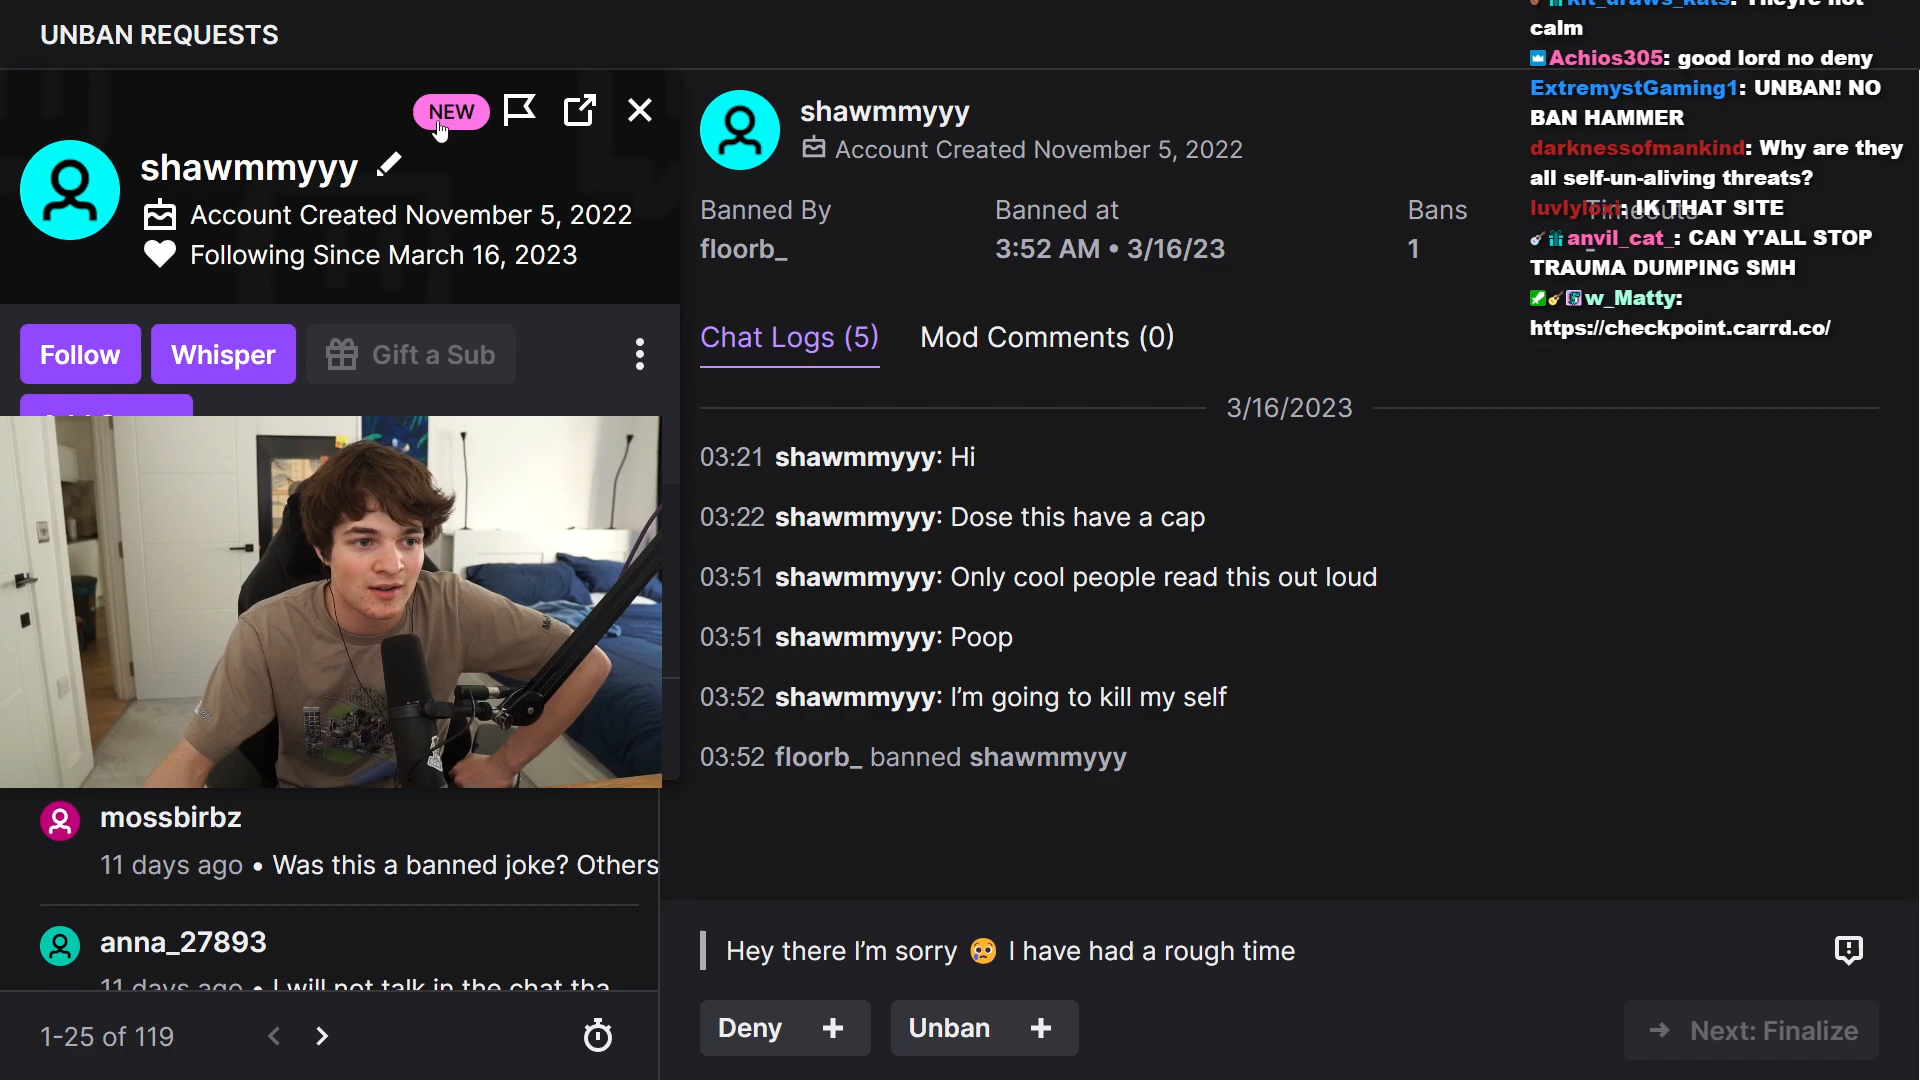 UNBAN REQUESTS
NEW
shawmmyyy
Account Created November 5, 2022
Following Since March 16, 2023
Follow
Whisper
Gift a Sub
mossbirbz
11 days ago • Was this a banned joke? Others
anna_27893
11 days ago • I will not talk in the chat tha
1-25 of 119
shawmmyyy
Account Created November 5, 2022
Banned By
Banned at
Bans
Timeouts
floorb_
3:52 AM • 3/16/23
1
-
Chat Logs (5)
Mod Comments (0)
3/16/2023
03:21 shawmmyyy: Hi
03:22 shawmmyyy: Dose this have a cap
03:51 shawmmyyy: Only cool people read this out loud
03:51 shawmmyyy: Poop
03:52 shawmmyyy: I'm going to kill my self
03:52 floorb_ banned shawmmyyy
Hey there I'm sorry 😢 I have had a rough time
Deny +
Unban +
Next: Finalize
kit_draws_kats: Theyre not
calm
Achios305: good lord no deny
ExtremystGaming1: UNBAN! NO
BAN HAMMER
darknessofmankind: Why are they
all self-un-aliving threats?
luvlyloxi: IK THAT SITE
anvil_cat_: CAN Y'ALL STOP
TRAUMA DUMPING SMH
w_Matty:
https://checkpoint.carrd.co/